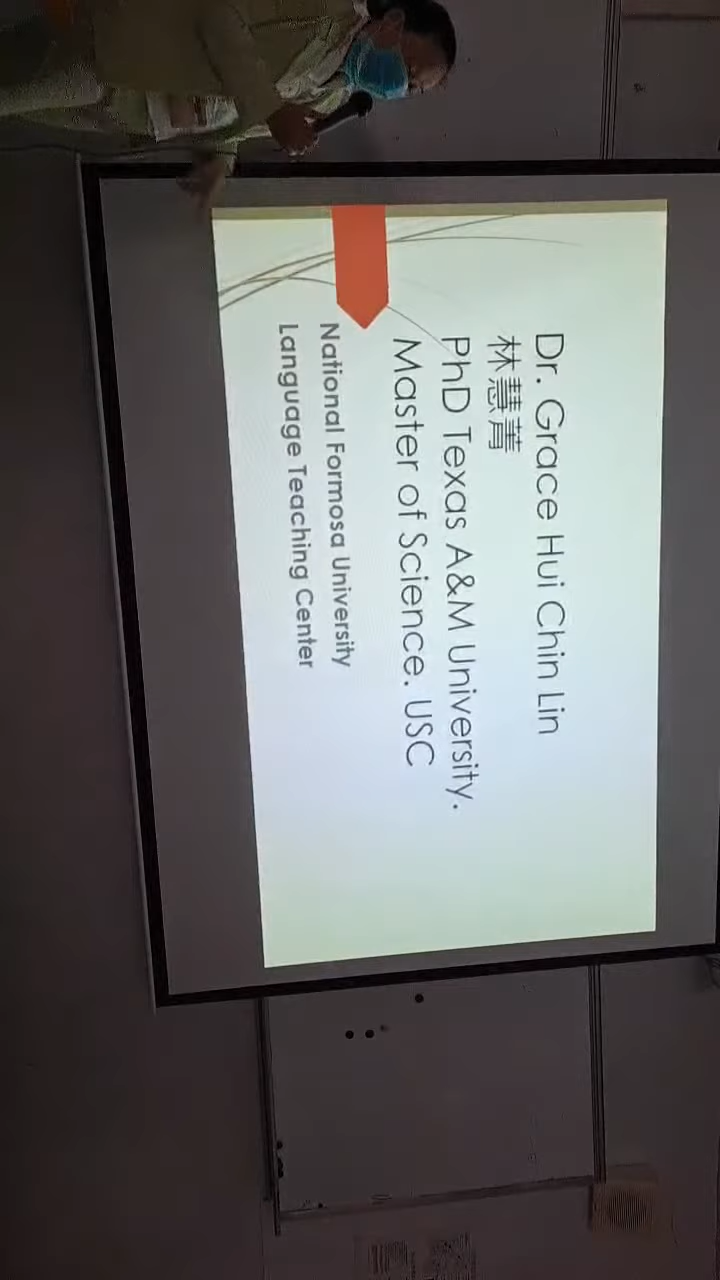 Dr. Grace Hui Chin Lin
林慧菁
PhD Texas A&M University.
Master of Science. USC
National Formosa University
Language Teaching Center